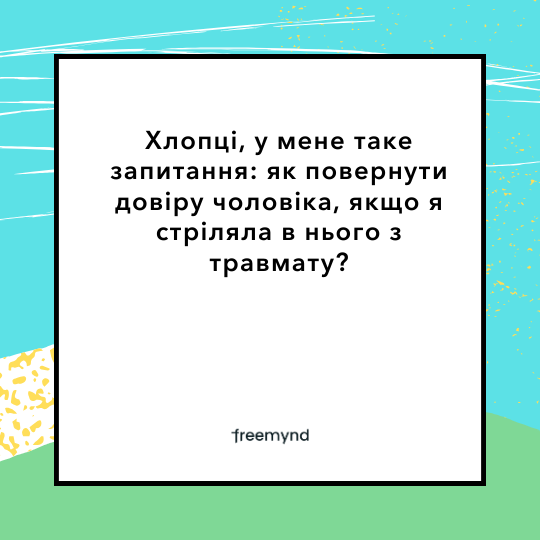 Хлопці, у мене таке
запитання: як повернути
довіру чоловіка, якщо я
стріляла в нього з
травмату?
freemynd